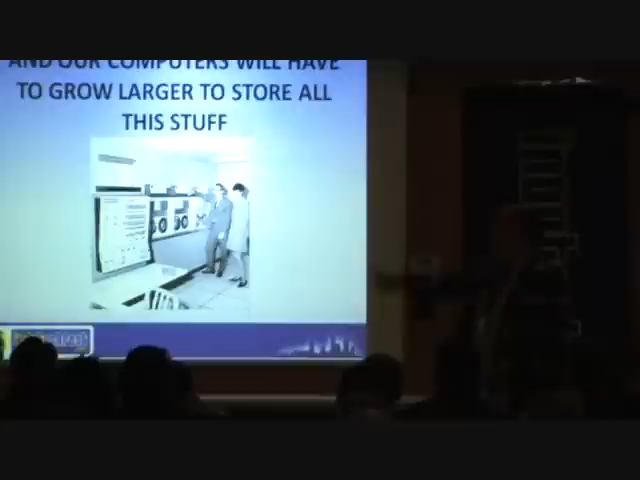 AND OUR COMPUTERS WILL HAVE
TO GROW LARGER TO STORE ALL
THIS STUFF